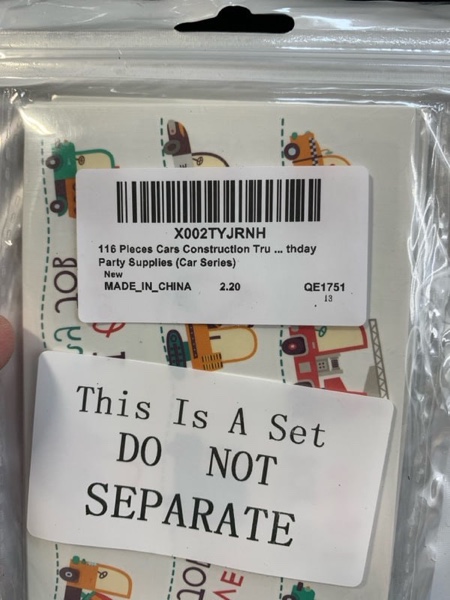 X002TYJRNH
116 Pieces Cars Construction Tru ... thday
Party Supplies (Car Series)
New
MADE_IN_CHINA 2.20 QE1751
13
This Is A Set
DO NOT
SEPARATE